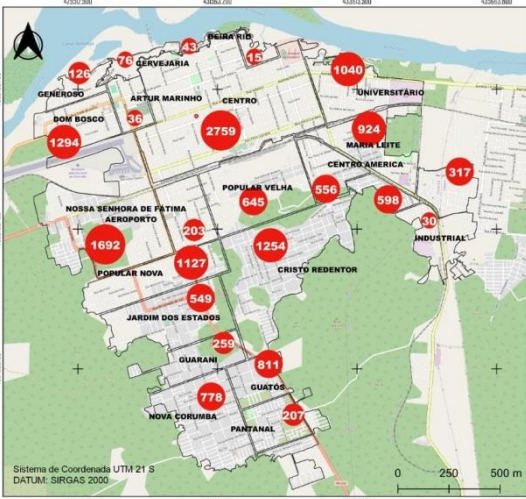 43
BEIRA RIO
15
76
CERVEJARIA
126
1040
GENEROSO
ARTUR MARINHO
CENTRO
UNIVERSITÁRIO
DOM BOSCO
36
2759
924
1294
MARIA LEITE
CENTRO AMERICA
317
POPULAR VELHA
556
645
598
NOSSA SENHORA DE FÁTIMA
AEROPORTO
203
30
1692
1254
INDUSTRIAL
1127
CRISTO REDENTOR
POPULAR NOVA
549
JARDIM DOS ESTADOS
259
GUARANI
811
GUATÓS
778
207
NOVA CORUMBA
PANTANAL
Sistema de Coordenada UTM 21 S
DATUM: SIRGAS 2000
0 250 500 m